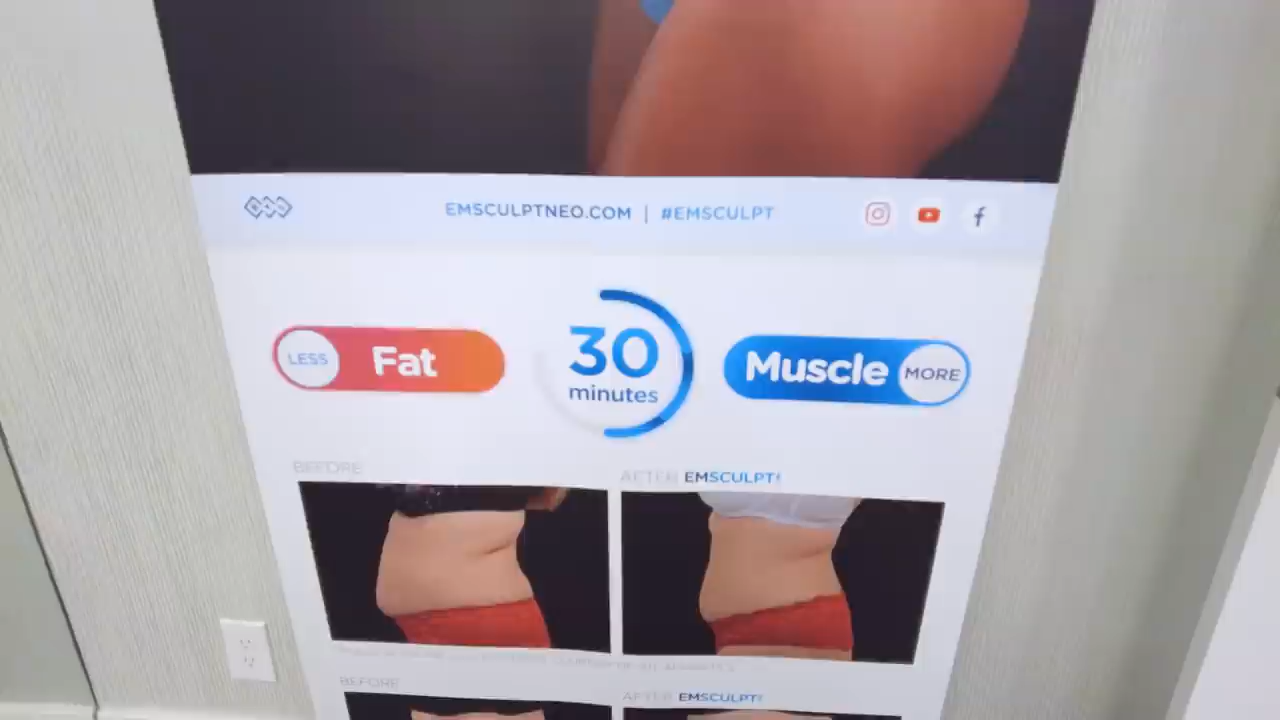 EMSCULPTNEO.COM | #EMSCULPT
LESS Fat
30
minutes
Muscle MORE
BEFORE
AFTER EMSCULPT!
BEFORE
AFTER EMSCULPT!